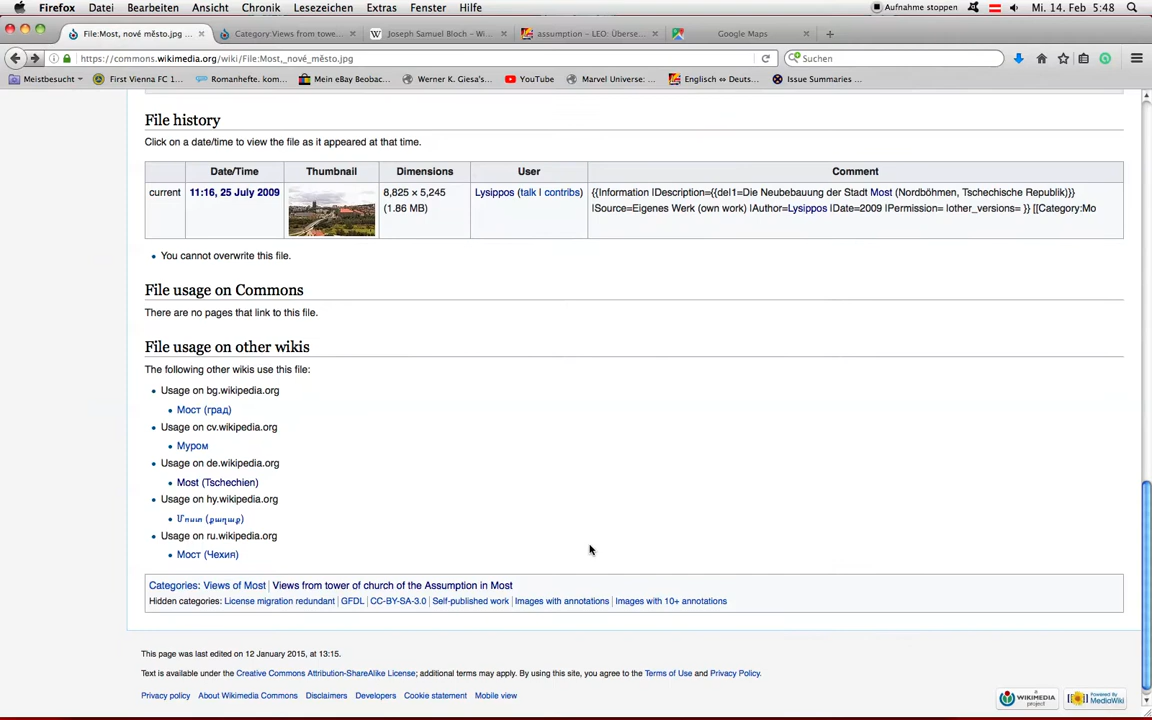 Firefox Datei Bearbeiten Ansicht Chronik Lesezeichen Extras Fenster Hilfe Aufnahme stoppen Mi. 14. Feb 5:48
File:Most, nové město.jpg ... Category:Views from towe... Joseph Samuel Bloch – Wi... assumption – LEO: Überse... Google Maps
https://commons.wikimedia.org/wiki/File:Most,_nové_město.jpg Suchen
Meistbesucht First Vienna FC 1... Romanhefte. kom... Mein eBay Beobac... Werner K. Giesa's... YouTube Marvel Universe: ... Englisch ⇔ Deuts... Issue Summaries ...
File history
Click on a date/time to view the file as it appeared at that time.
Date/Time Thumbnail Dimensions User Comment
current 11:16, 25 July 2009 8,825 × 5,245 Lysippos (talk | contribs) {{Information |Description={{de|1=Die Neubebauung der Stadt Most (Nordböhmen, Tschechische Republik)}}
(1.86 MB) |Source=Eigenes Werk (own work) |Author=Lysippos |Date=2009 |Permission= |other_versions= }} [[Category:Mo
You cannot overwrite this file.
File usage on Commons
There are no pages that link to this file.
File usage on other wikis
The following other wikis use this file:
Usage on bg.wikipedia.org
Мост (град)
Usage on cv.wikipedia.org
Муром
Usage on de.wikipedia.org
Most (Tschechien)
Usage on hy.wikipedia.org
Մոստ (քաղաք)
Usage on ru.wikipedia.org
Мост (Чехия)
Categories: Views of Most | Views from tower of church of the Assumption in Most
Hidden categories: License migration redundant | GFDL | CC-BY-SA-3.0 | Self-published work | Images with annotations | Images with 10+ annotations
This page was last edited on 12 January 2015, at 13:15.
Text is available under the Creative Commons Attribution-ShareAlike License; additional terms may apply. By using this site, you agree to the Terms of Use and Privacy Policy.
Privacy policy About Wikimedia Commons Disclaimers Developers Cookie statement Mobile view
A WIKIMEDIA project Powered By MediaWiki